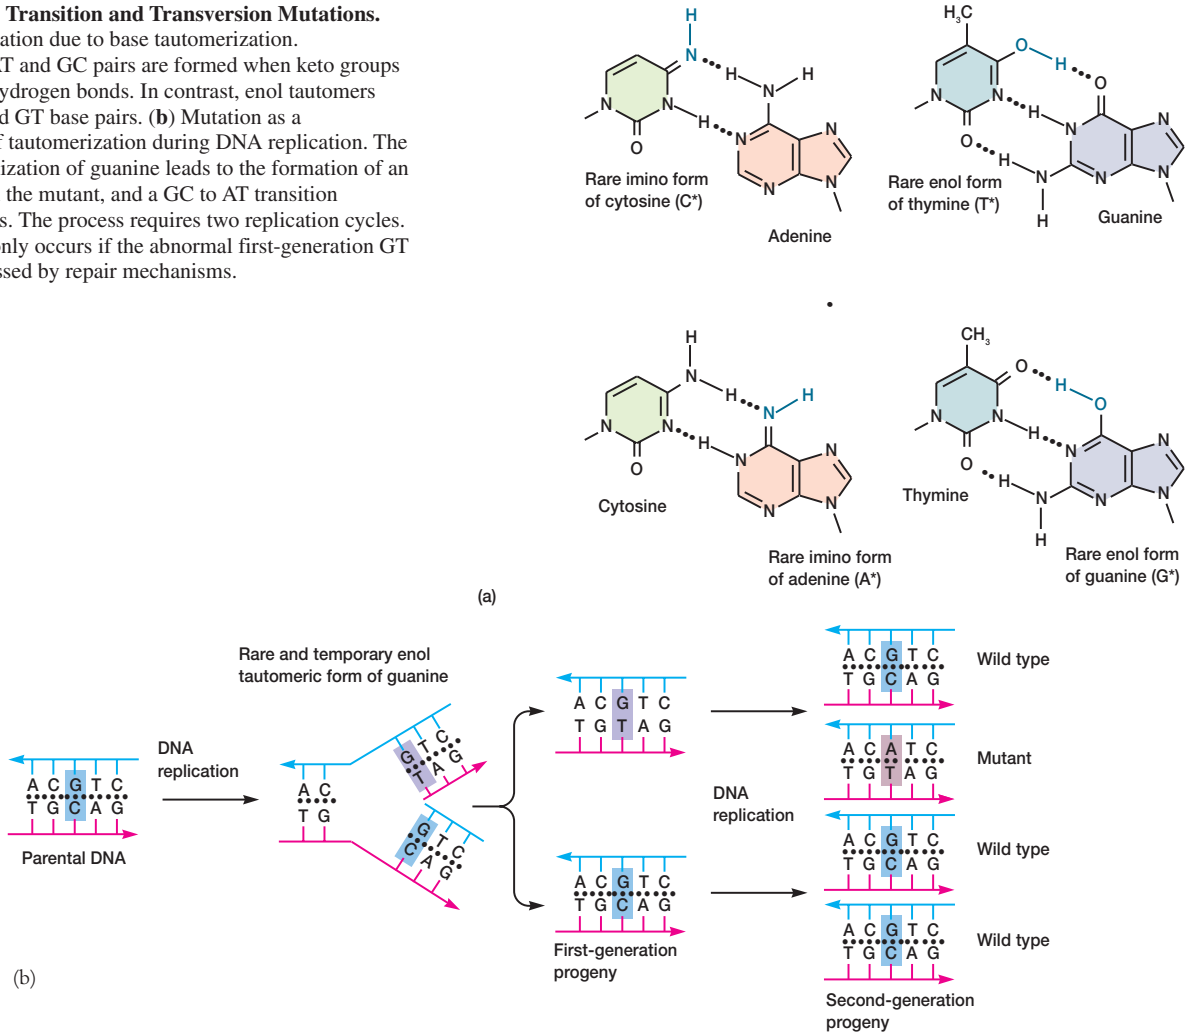 Transition and Transversion Mutations.
ation due to base tautomerization.
AT and GC pairs are formed when keto groups
ydrogen bonds. In contrast, enol tautomers
d GT base pairs. (b) Mutation as a
f tautomerization during DNA replication. The
ization of guanine leads to the formation of an
the mutant, and a GC to AT transition
s. The process requires two replication cycles.
only occurs if the abnormal first-generation GT
ssed by repair mechanisms.
H
N
H
H
N
N
N
H
O
N
N
N
N
Rare imino form
of cytosine (C*)
Adenine
H₃C
O
H
O
N
N
H
N
O
H
N
H
N
N
N
Rare enol form
of thymine (T*)
Guanine
H
N
H
N
H
N
N
H
O
N
N
N
N
Cytosine
Rare imino form
of adenine (A*)
CH₃
O
H
O
N
N
H
N
O
H
N
H
N
N
N
Thymine
Rare enol form
of guanine (G*)
(a)
A C G T C
T G C A G
Parental DNA
DNA
replication
Rare and temporary enol
tautomeric form of guanine
A C
T G
G T C
T A G
G T C
C A G
A C G T C
T G T A G
A C G T C
T G C A G
First-generation
progeny
DNA
replication
A C G T C
T G C A G
Wild type
A C A T C
T G T A G
Mutant
A C G T C
T G C A G
Wild type
A C G T C
T G C A G
Wild type
Second-generation
progeny
(b)